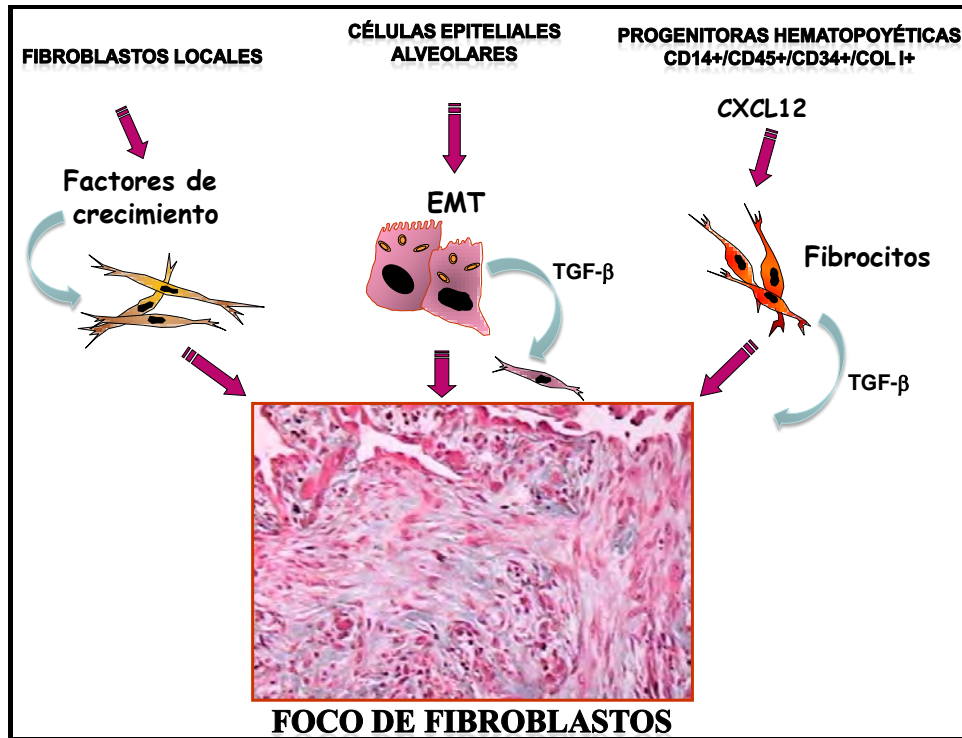 FIBROBLASTOS LOCALES
CÉLULAS EPITELIALES
ALVEOLARES
PROGENITORAS HEMATOPOYÉTICAS
CD14+/CD45+/CD34+/COL I+
CXCL12
Factores de
crecimiento
EMT
TGF-β
Fibrocitos
TGF-β
FOCO DE FIBROBLASTOS